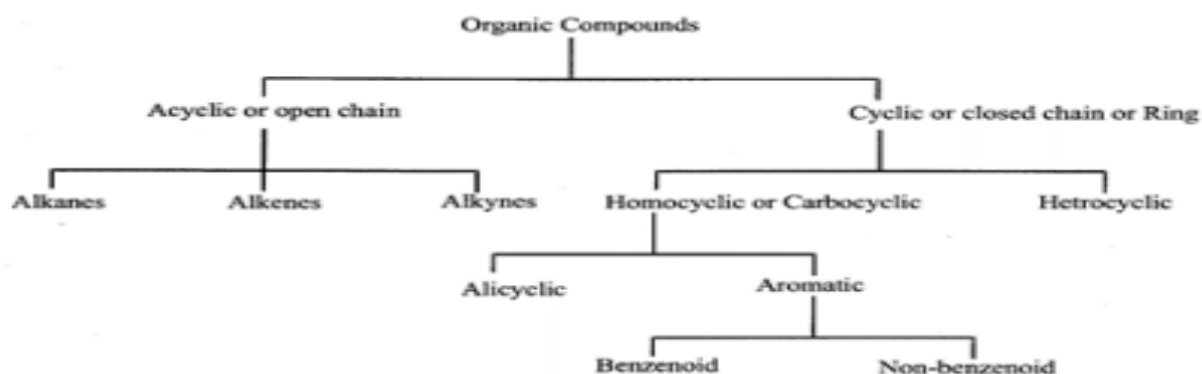 Organic Compounds
Acyclic or open chain
Cyclic or closed chain or Ring
Alkanes
Alkenes
Alkynes
Homocyclic or Carbocyclic
Hetrocyclic
Alicyclic
Aromatic
Benzenoid
Non-benzenoid